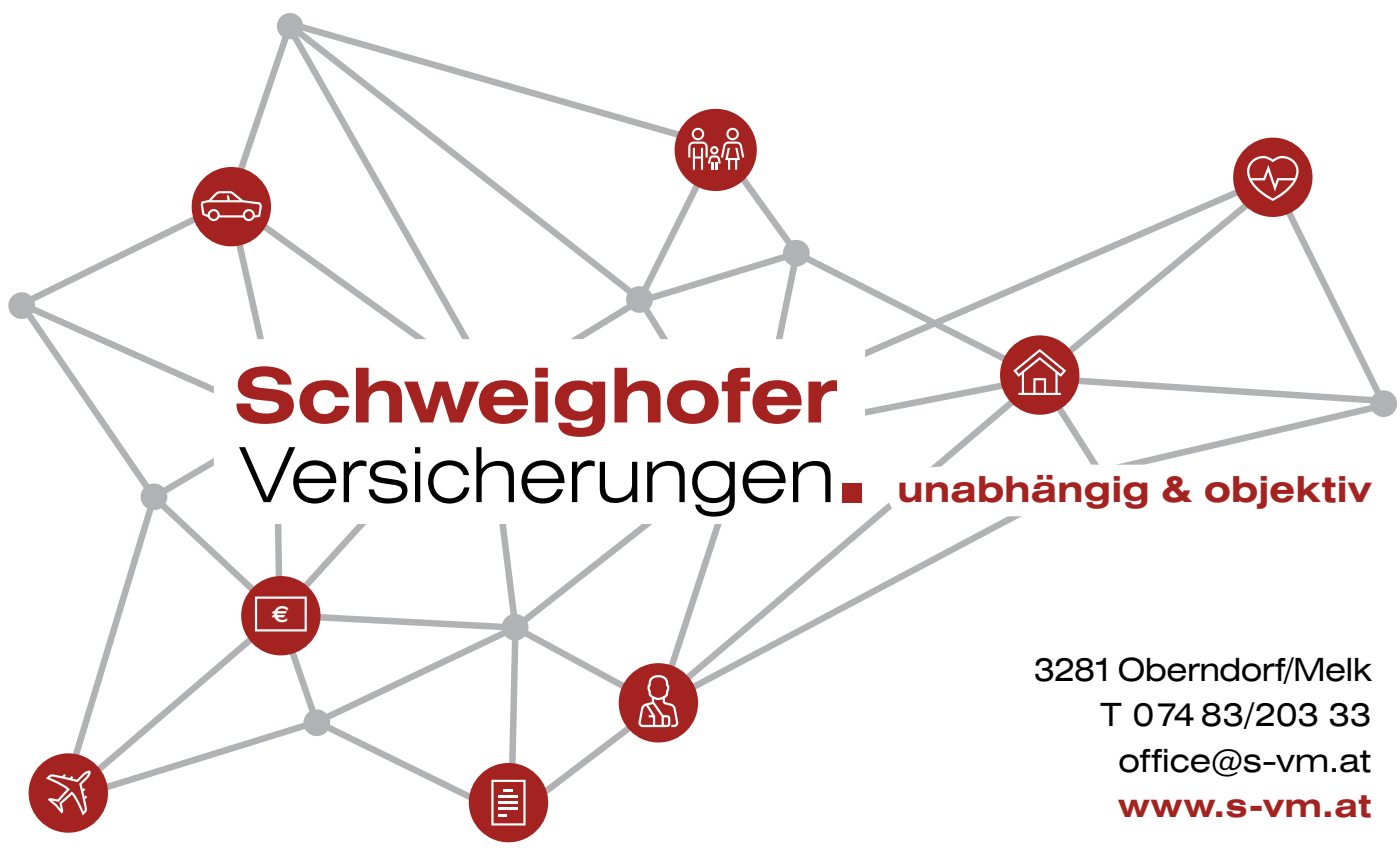 Schweighofer
Versicherungen.
unabhängig & objektiv
€
3281 Oberndorf/Melk
T 074 83/203 33
office@s-vm.at
www.s-vm.at